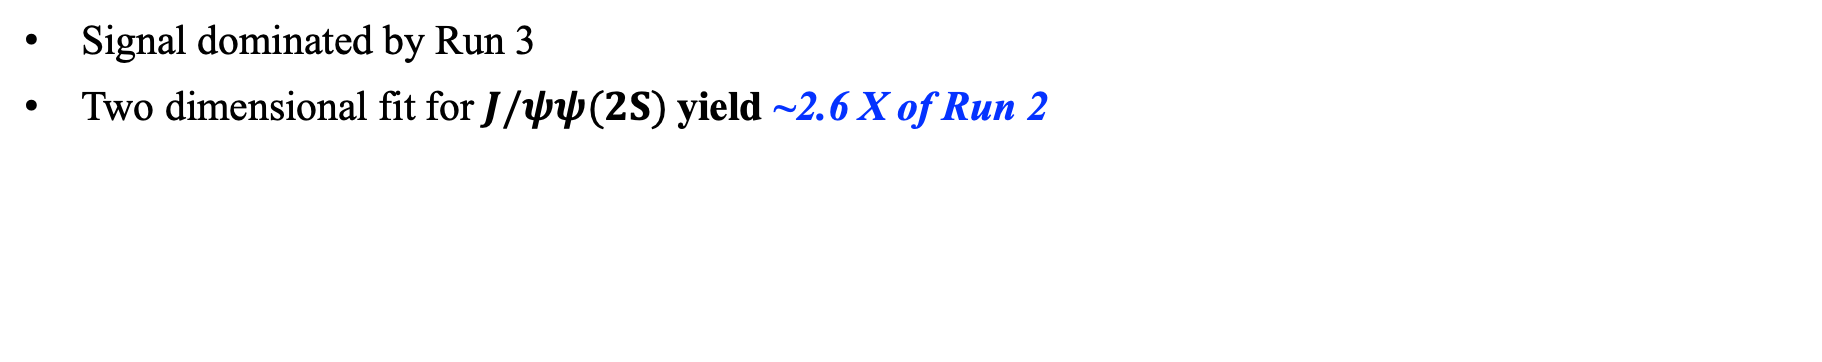 • Signal dominated by Run 3
• Two dimensional fit for J/ψψ(2S) yield ~2.6 X of Run 2